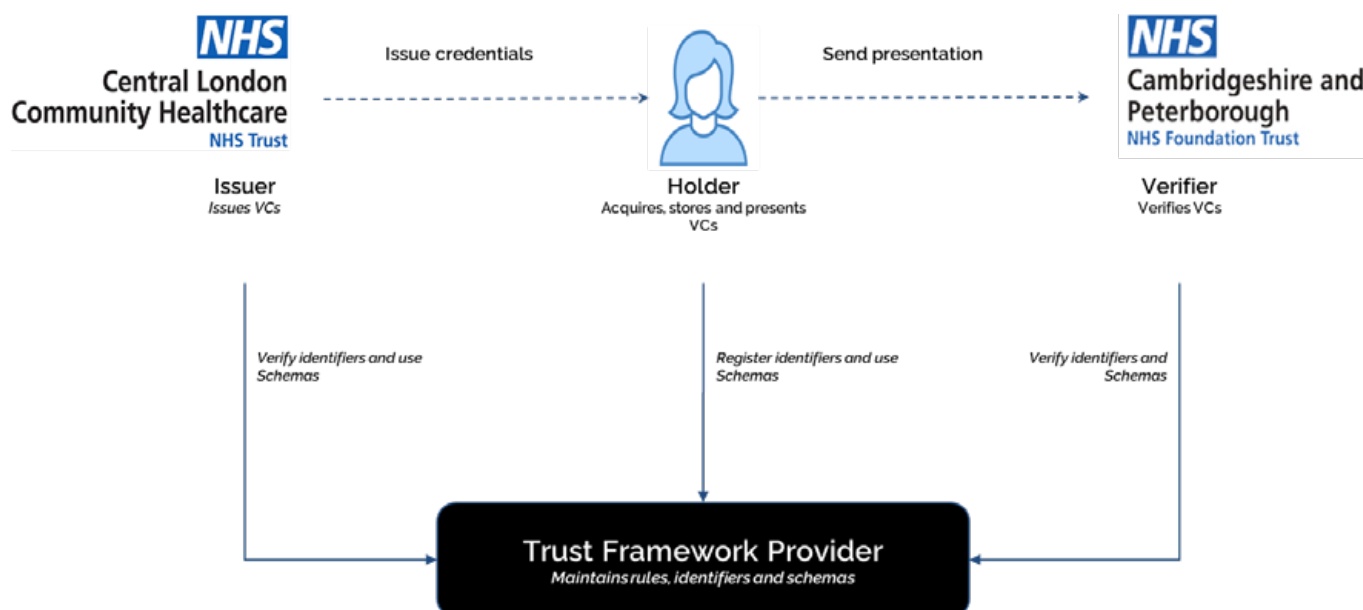 NHS
Central London
Community Healthcare
NHS Trust
Issue credentials
Send presentation
NHS
Cambridgeshire and
Peterborough
NHS Foundation Trust
Issuer
Issues VCs
Holder
Acquires, stores and presents
VCs
Verifier
Verifies VCs
Verify identifiers and use
Schemas
Register identifiers and use
Schemas
Verify identifiers and
Schemas
Trust Framework Provider
Maintains rules, identifiers and schemas